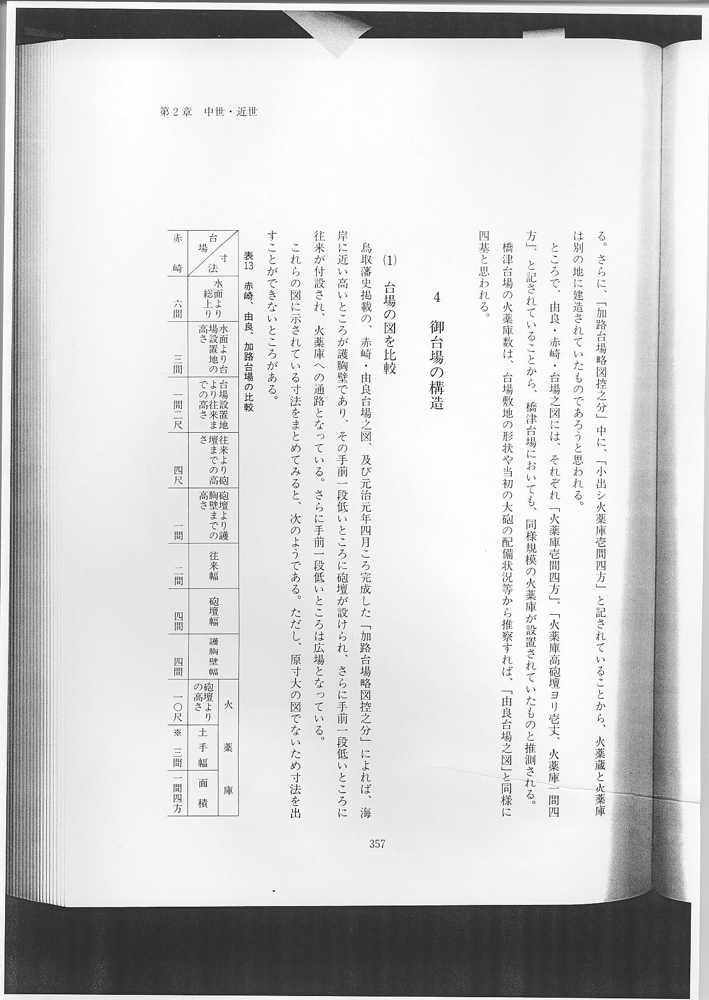 第2章　中世・近世
る。さらに、「加路台場略図控之分」中に、「小出シ火薬庫壱間四方」と記されていることから、火薬蔵と火薬庫
は別の地に建造されていたものであろうと思われる。
ところで、由良・赤崎・台場之図には、それぞれ「火薬庫壱間四方」、「火薬庫高砲壇ヨリ壱丈、火薬庫一間四
方」、と記されていることから、橋津台場においても、同様規模の火薬庫が設置されていたものと推測される。
橋津台場の火薬庫数は、台場敷地の形状や当初の大砲の配備状況等から推察すれば、「由良台場之図」と同様に
四基と思われる。
4　御台場の構造
(1)　台場の図を比較
鳥取藩史掲載の、赤崎・由良台場之図、及び元治元年四月ころ完成した「加路台場略図控之分」によれば、海
岸に近い高いところが護胸壁であり、その手前一段低いところに砲壇が設けられ、さらに手前一段低いところに
往来が付設され、火薬庫への通路となっている。さらに手前一段低いところは広場となっている。
これらの図に示されている寸法をまとめてみると、次のようである。ただし、原寸大の図でないため寸法を出
すことができないところがある。
表13　赤崎、由良、加路台場の比較
寸法
台場
水面より
総上り
水面より台
場設置地の
高さ
台場設置地
より往来ま
での高さ
往来より砲
壇までの高
さ
砲壇より護
胸壁までの
高さ
往来幅
砲壇幅
護胸壁幅
火薬庫
砲壇より
の高さ
土手幅
面積
赤崎
六間
三間
一間二尺
四尺
一間
二間
四間
四間
一〇尺
※　三間
一間四方
357